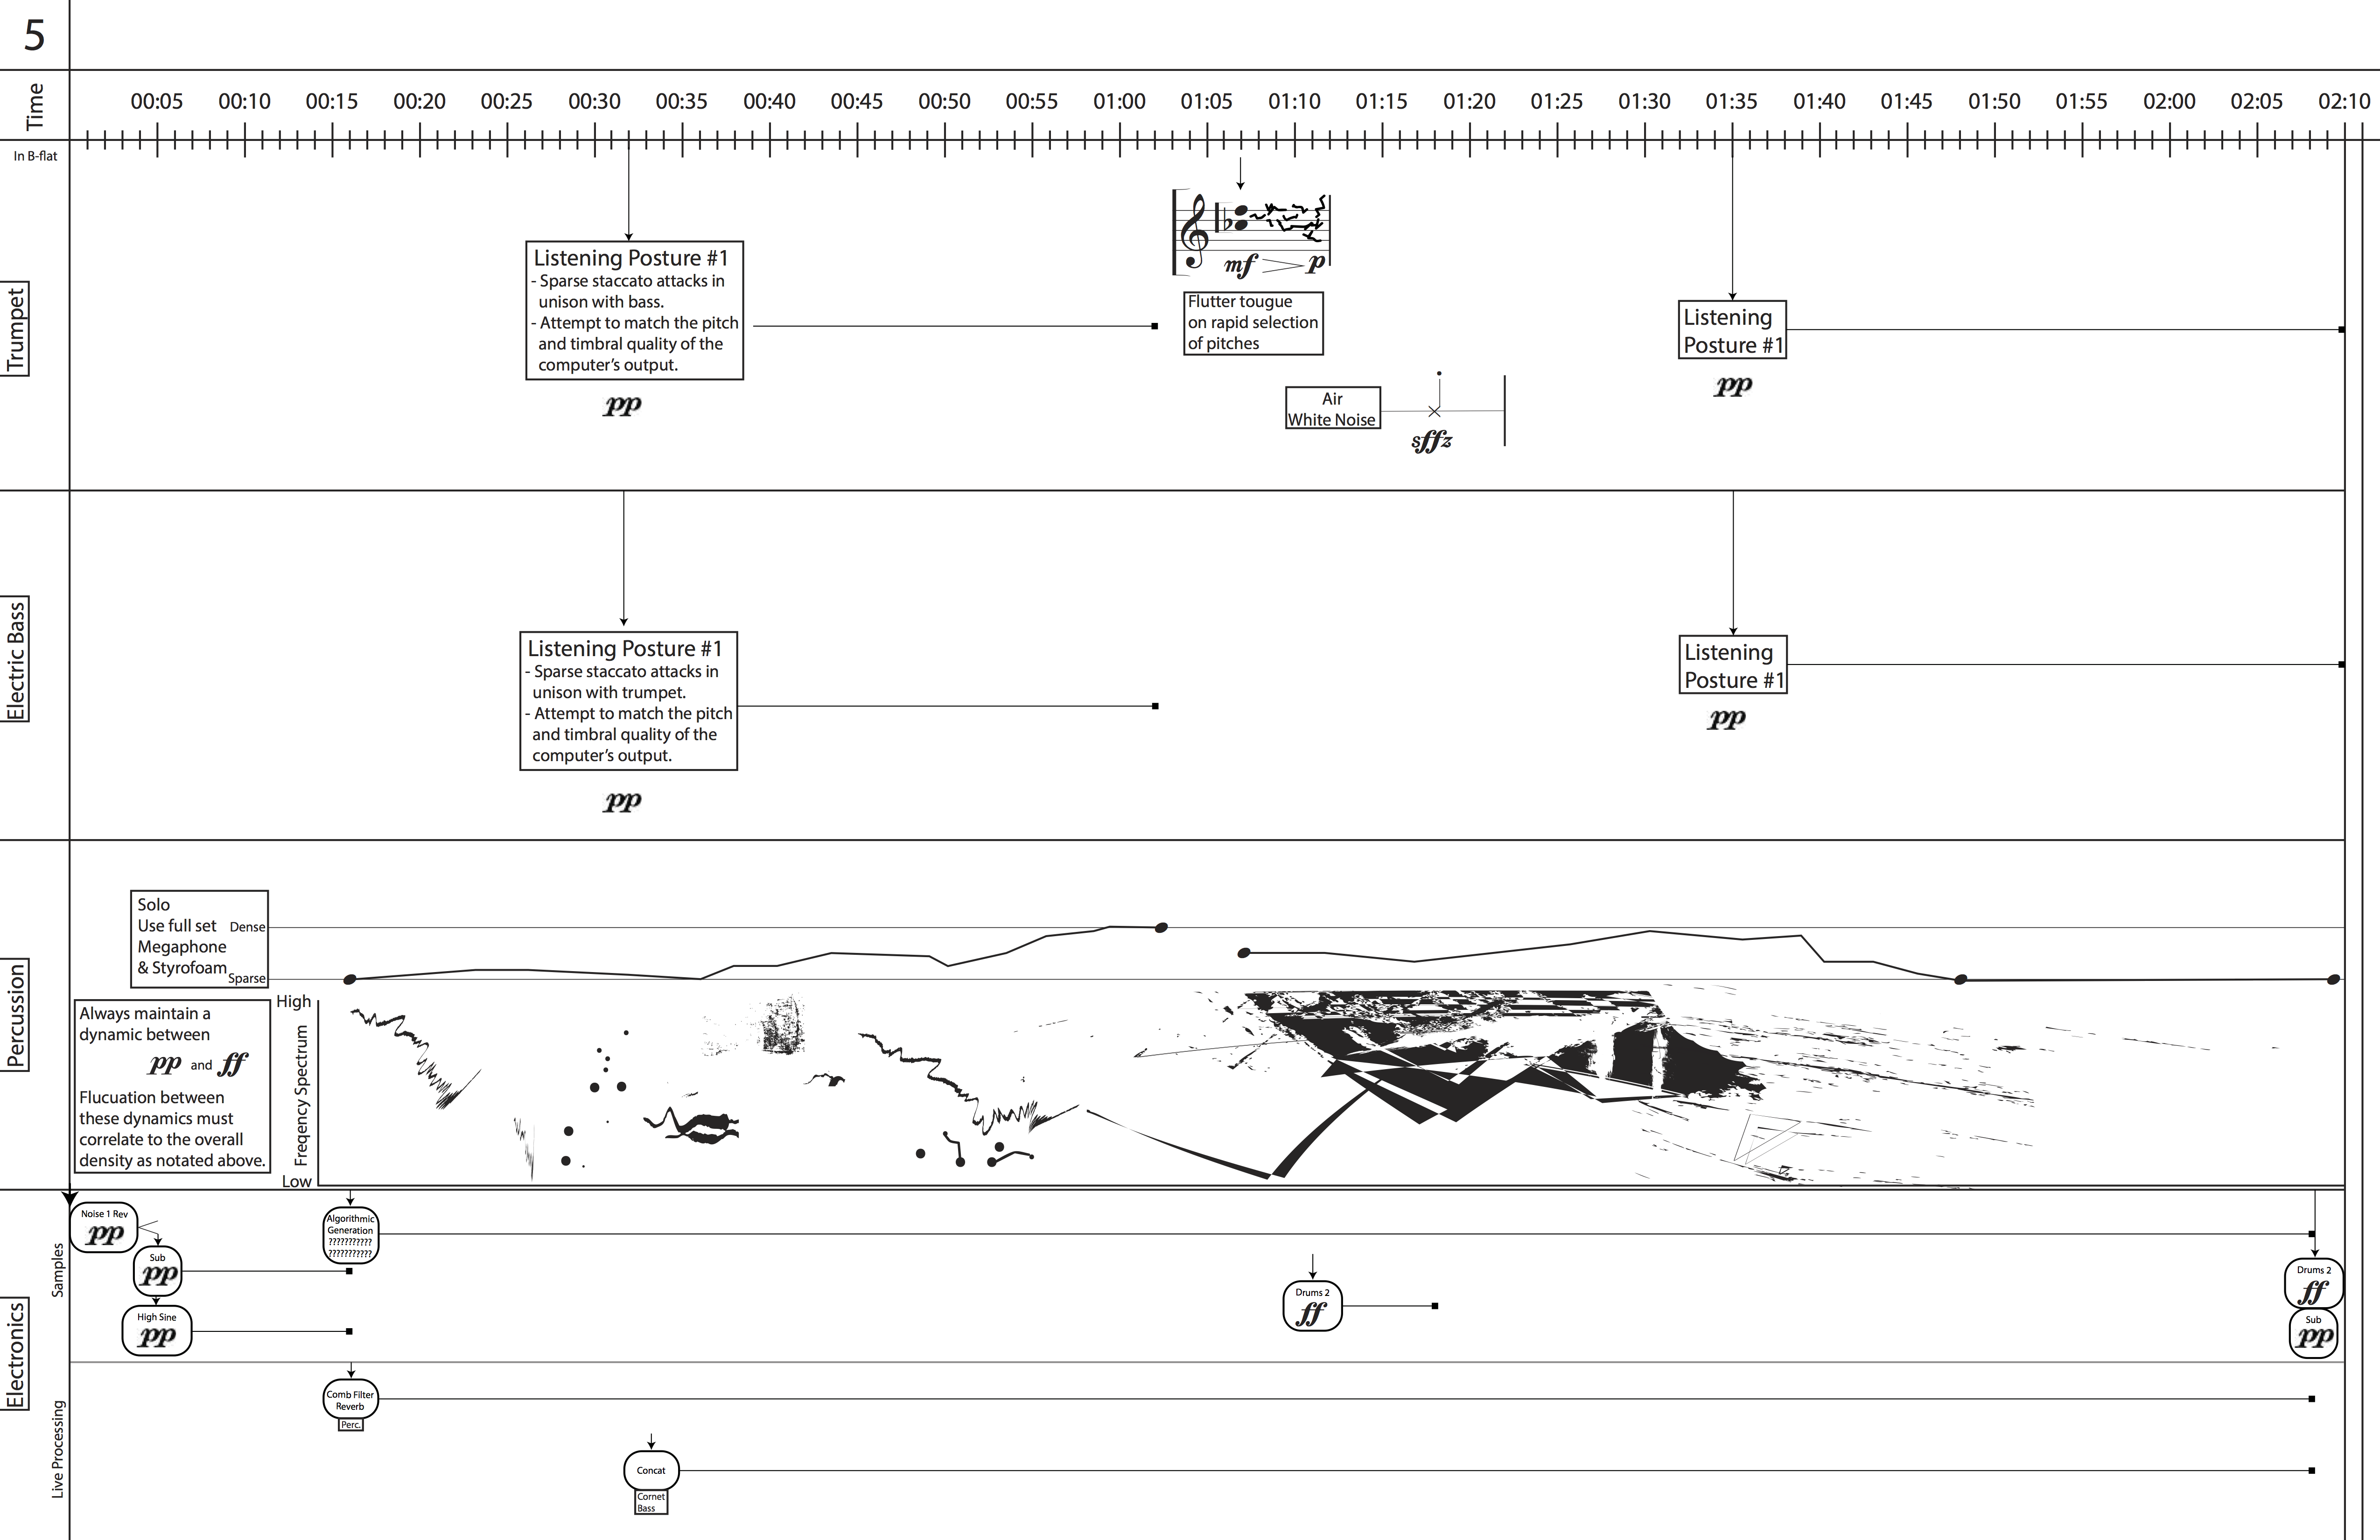 5
Time
00:05 00:10 00:15 00:20 00:25 00:30 00:35 00:40 00:45 00:50 00:55 01:00 01:05 01:10 01:15 01:20 01:25 01:30 01:35 01:40 01:45 01:50 01:55 02:00 02:05 02:10
In B-flat
Trumpet
Listening Posture #1
- Sparse staccato attacks in
unison with bass.
- Attempt to match the pitch
and timbral quality of the
computer's output.
pp
mf p
Flutter tougue
on rapid selection
of pitches
Air
White Noise
sffz
Listening
Posture #1
pp
Electric Bass
Listening Posture #1
- Sparse staccato attacks in
unison with trumpet.
- Attempt to match the pitch
and timbral quality of the
computer's output.
pp
Listening
Posture #1
pp
Percussion
Solo
Use full set
Megaphone
& Styrofoam
Dense
Sparse
Always maintain a
dynamic between
pp and ff
Flucuation between
these dynamics must
correlate to the overall
density as notated above.
High
Freqency Spectrum
Low
Electronics
Samples
Noise 1 Rev
pp
Sub
pp
High Sine
pp
Algorithmic
Generation
???????????
???????????
Drums 2
ff
Drums 2
ff
Sub
pp
Live Processing
Comb Filter
Reverb
Perc.
Concat
Cornet
Bass